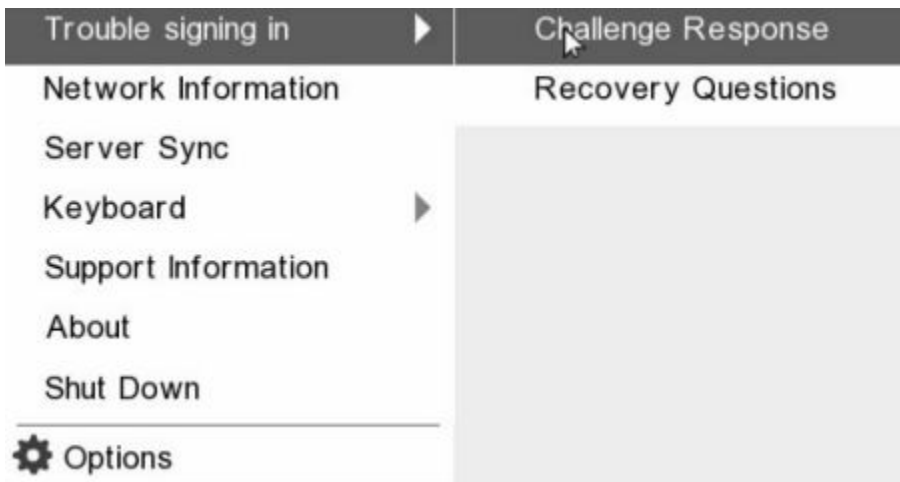 Trouble signing in
Challenge Response
Network Information
Recovery Questions
Server Sync
Keyboard
Support Information
About
Shut Down
Options